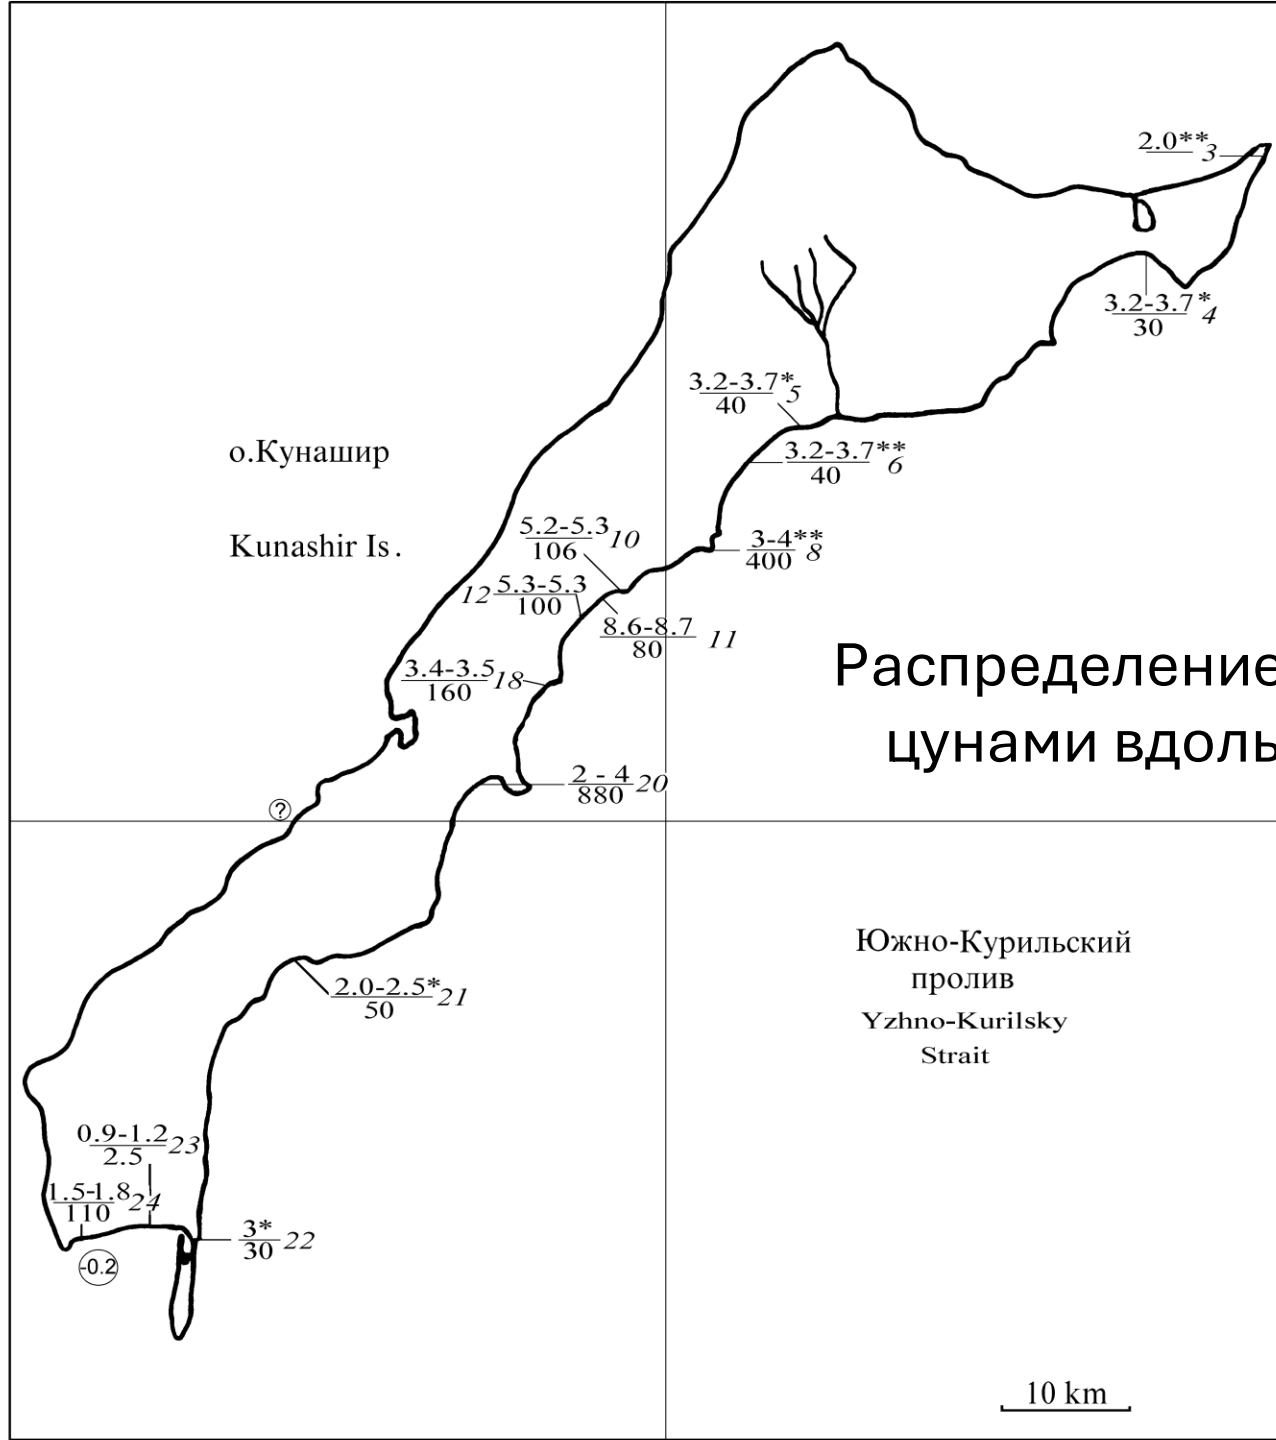 2.0** 3
3.2-3.7* 4
30
3.2-3.7* 5
40
о.Кунашир
3.2-3.7** 6
40
Kunashir Is.
5.2-5.3 10
106
3-4** 8
400
12 5.3-5.3
100
8.6-8.7 11
80
Распределение
3.4-3.5 18
160
цунами вдоль
2 - 4 20
880
?
Южно-Курильский
пролив
2.0-2.5* 21
50
Yzhno-Kurilsky
Strait
0.9-1.2 23
2.5
1.5-1.8 24
110
3* 22
30
-0.2
10 km